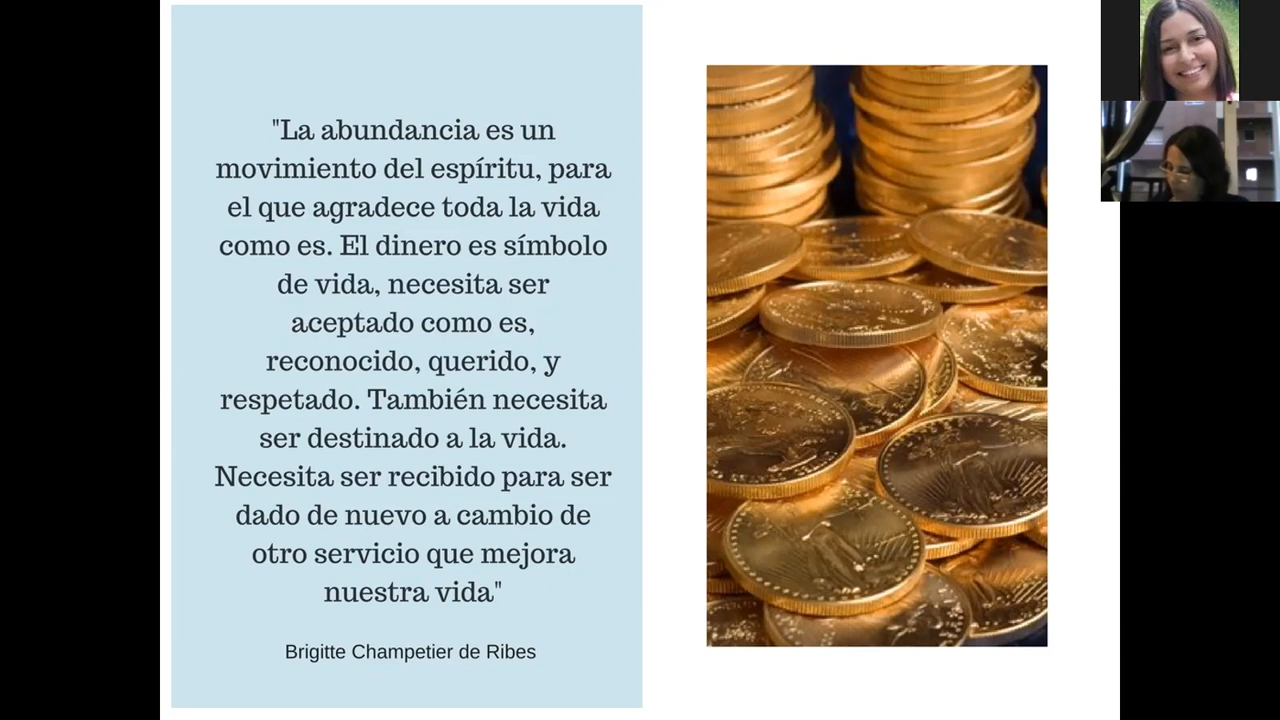 "La abundancia es un
movimiento del espíritu, para
el que agradece toda la vida
como es. El dinero es símbolo
de vida, necesita ser
aceptado como es,
reconocido, querido, y
respetado. También necesita
ser destinado a la vida.
Necesita ser recibido para ser
dado de nuevo a cambio de
otro servicio que mejora
nuestra vida"
Brigitte Champetier de Ribes